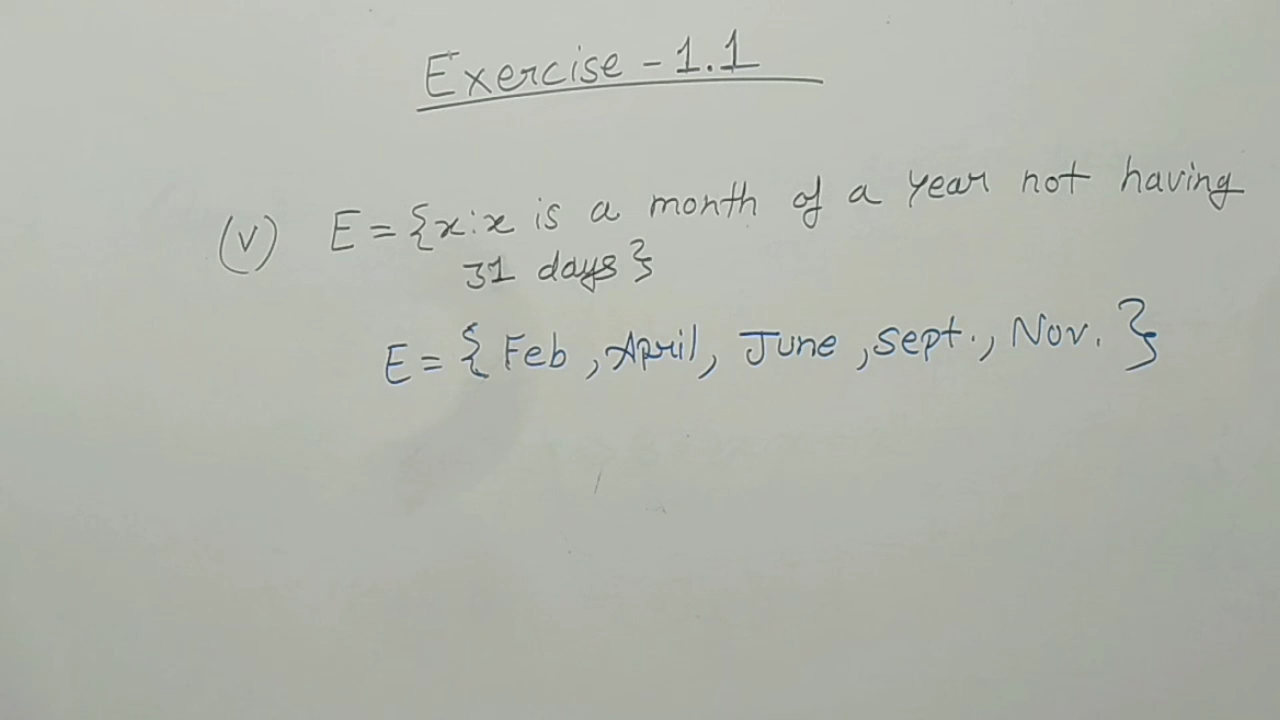 Exercise - 1.1
(v) E = {x:x is a month of a year not having
31 days}
E = { Feb , April, June , sept., Nov. }